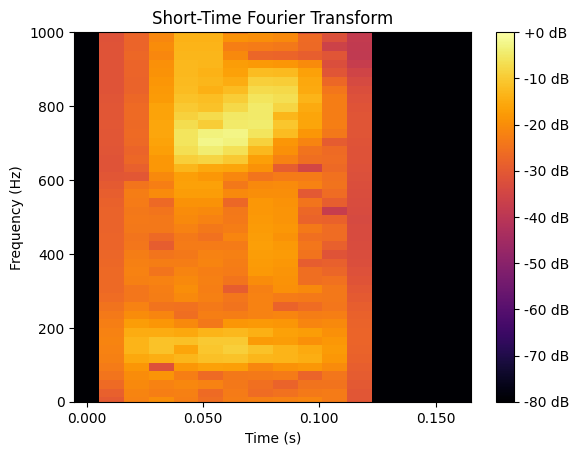 Short-Time Fourier Transform
1000
800
600
400
200
0
Frequency (Hz)
0.000
0.050
0.100
0.150
Time (s)
+0 dB
-10 dB
-20 dB
-30 dB
-40 dB
-50 dB
-60 dB
-70 dB
-80 dB